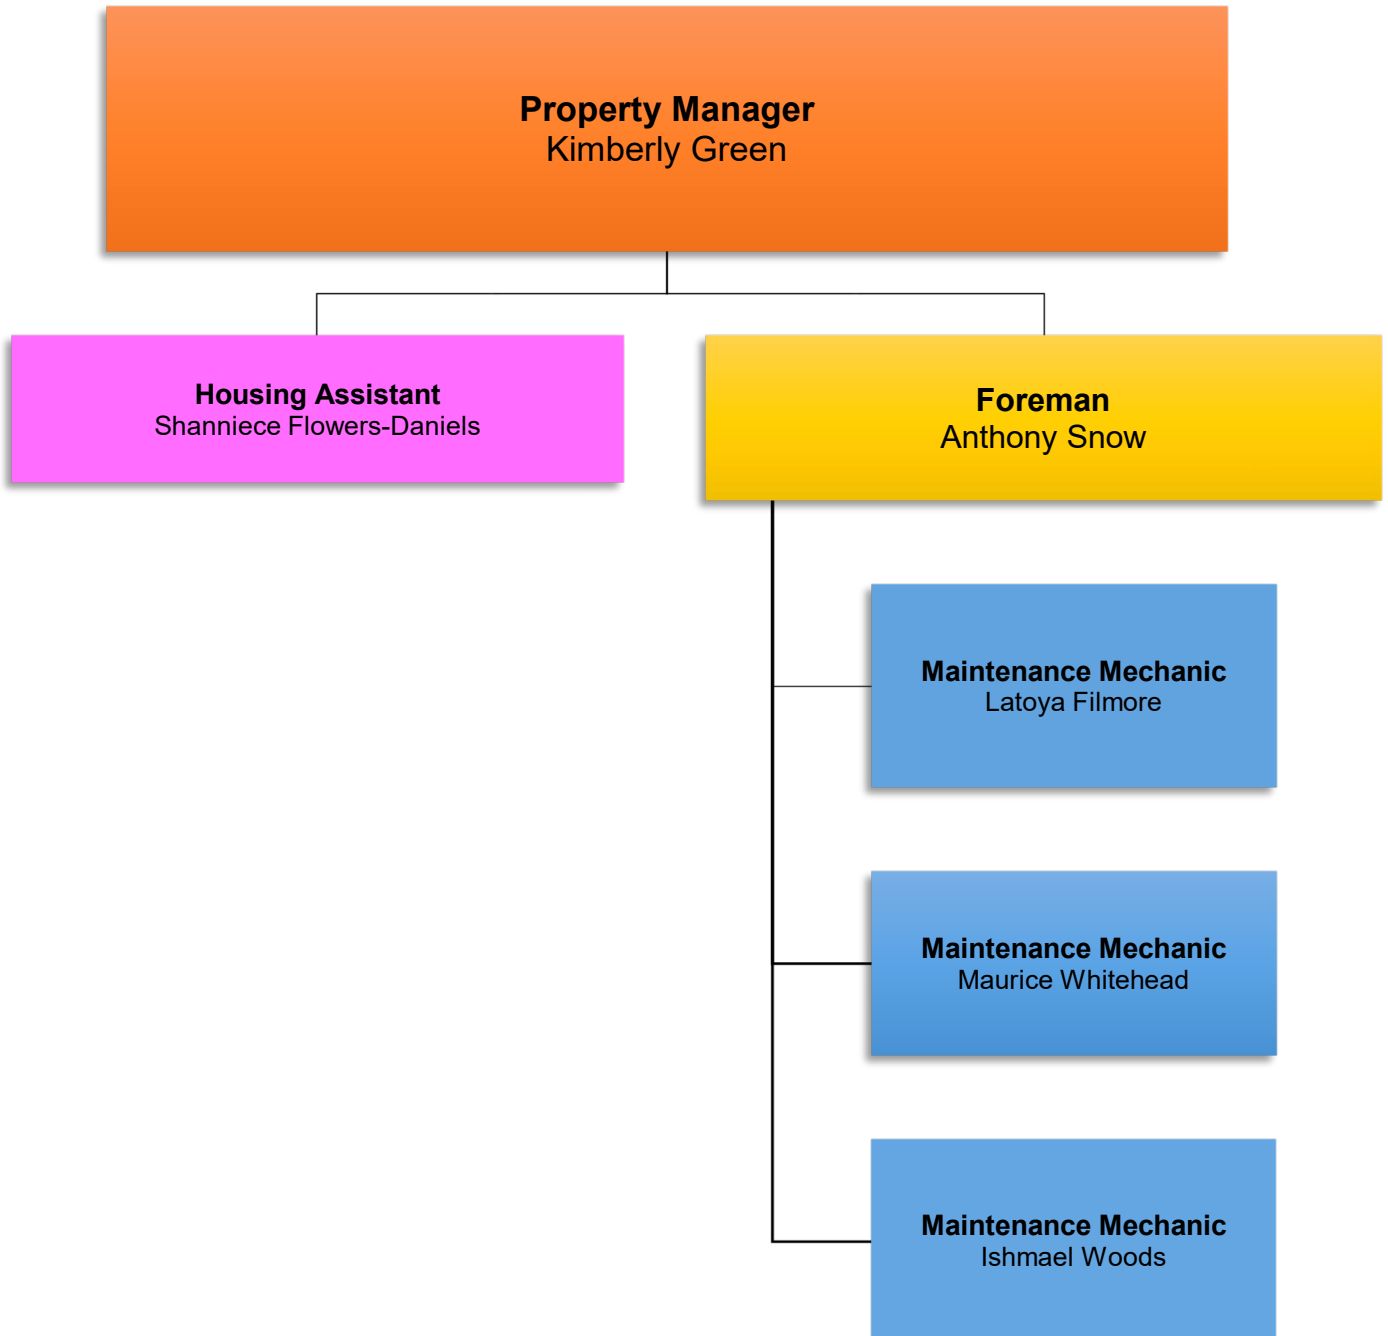 Property Manager
Kimberly Green
Housing Assistant
Shanniece Flowers-Daniels
Foreman
Anthony Snow
Maintenance Mechanic
Latoya Filmore
Maintenance Mechanic
Maurice Whitehead
Maintenance Mechanic
Ishmael Woods